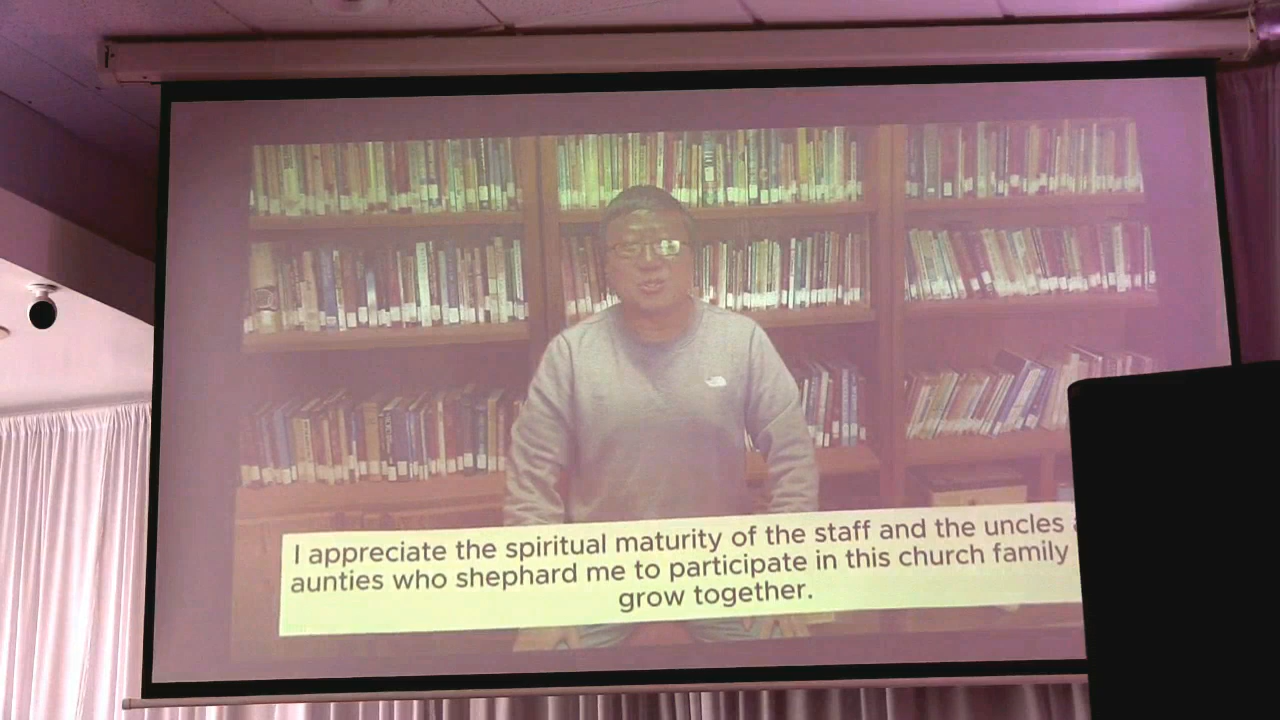 I appreciate the spiritual maturity of the staff and the uncles
aunties who shephard me to participate in this church family
grow together.